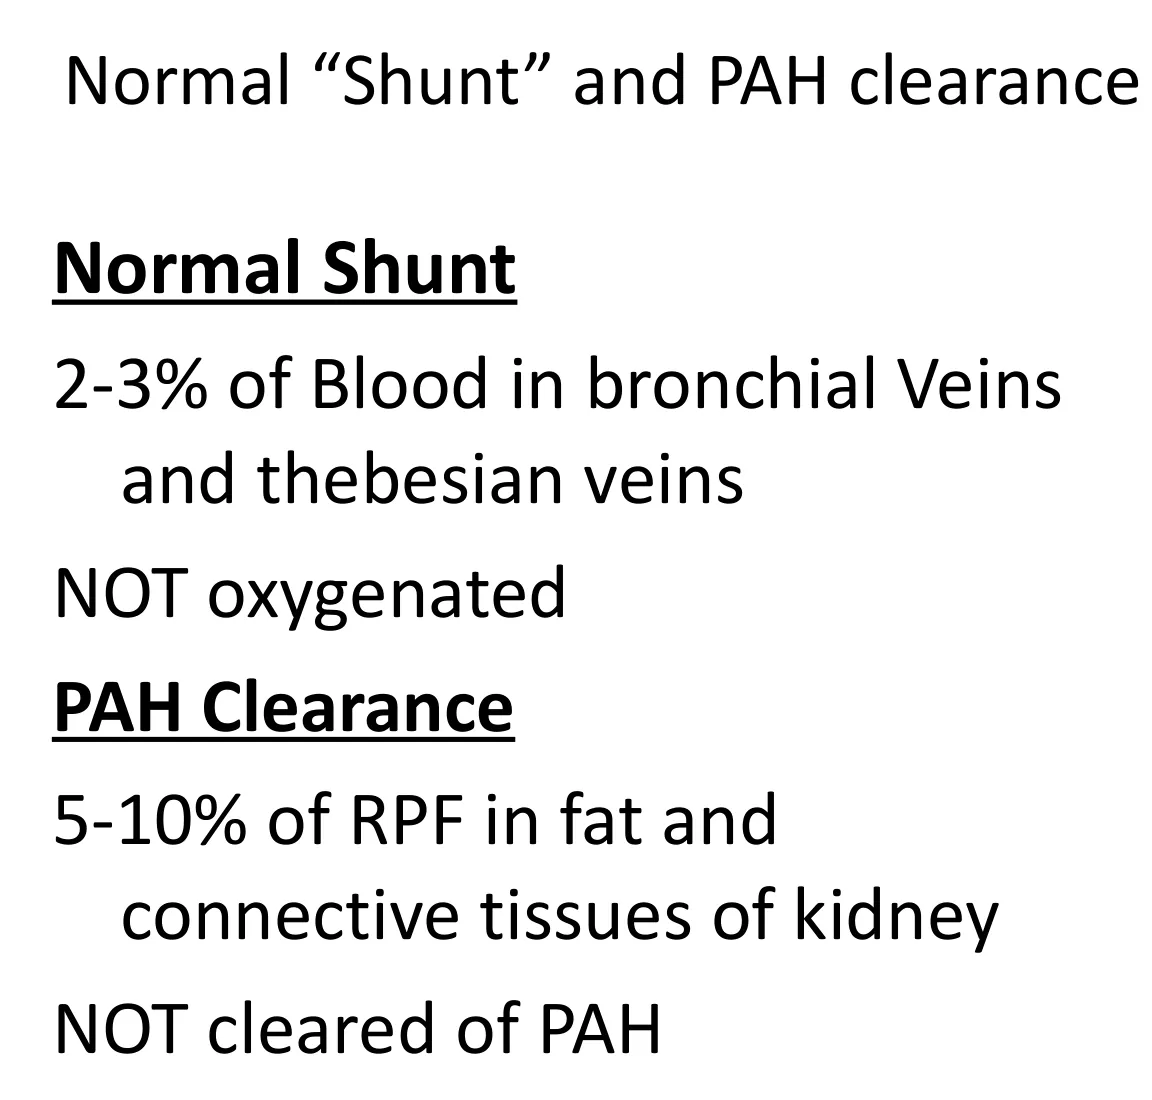 Normal “Shunt” and PAH clearance
Normal Shunt
2-3% of Blood in bronchial Veins
and thebesian veins
NOT oxygenated
PAH Clearance
5-10% of RPF in fat and
connective tissues of kidney
NOT cleared of PAH